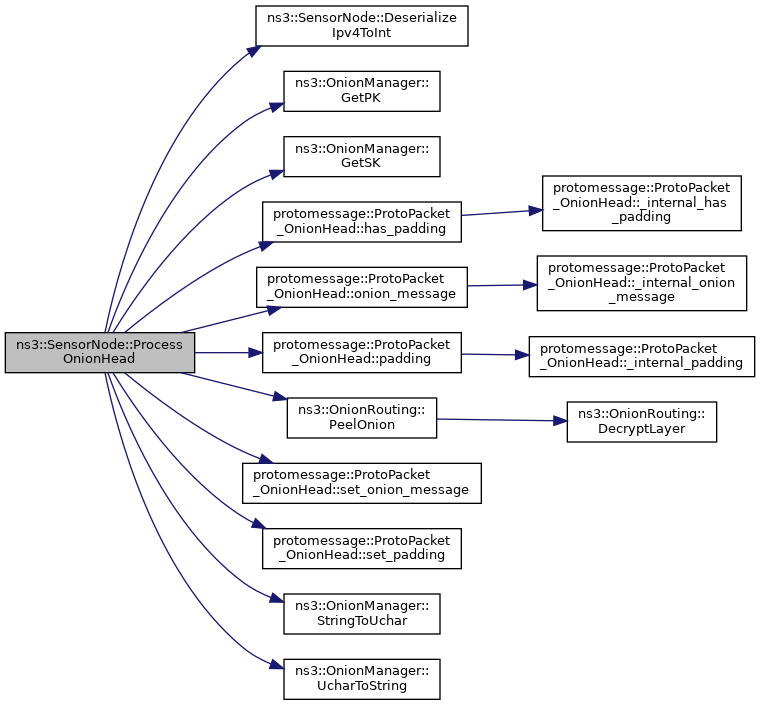 ns3::SensorNode::Process
OnionHead
ns3::SensorNode::Deserialize
Ipv4ToInt
ns3::OnionManager::
GetPK
ns3::OnionManager::
GetSK
protomessage::ProtoPacket
_OnionHead::has_padding
protomessage::ProtoPacket
_OnionHead::_internal_has
_padding
protomessage::ProtoPacket
_OnionHead::onion_message
protomessage::ProtoPacket
_OnionHead::_internal_onion
_message
protomessage::ProtoPacket
_OnionHead::padding
protomessage::ProtoPacket
_OnionHead::_internal_padding
ns3::OnionRouting::
PeelOnion
ns3::OnionRouting::
DecryptLayer
protomessage::ProtoPacket
_OnionHead::set_onion_message
protomessage::ProtoPacket
_OnionHead::set_padding
ns3::OnionManager::
StringToUchar
ns3::OnionManager::
UcharToString